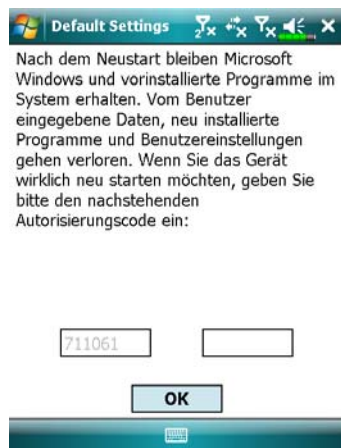 Default Settings
Nach dem Neustart bleiben Microsoft
Windows und vorinstallierte Programme im
System erhalten. Vom Benutzer
eingegebene Daten, neu installierte
Programme und Benutzereinstellungen
gehen verloren. Wenn Sie das Gerät
wirklich neu starten möchten, geben Sie
bitte den nachstehenden
Autorisierungscode ein:
711061
OK